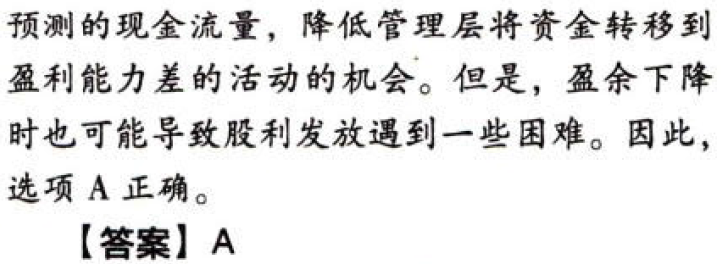 预测的现金流量，降低管理层将资金转移到
盈利能力差的活动的机会。但是，盈余下降
时也可能导致股利发放遇到一些困难。因此，
选项 A 正确。
【答案】A